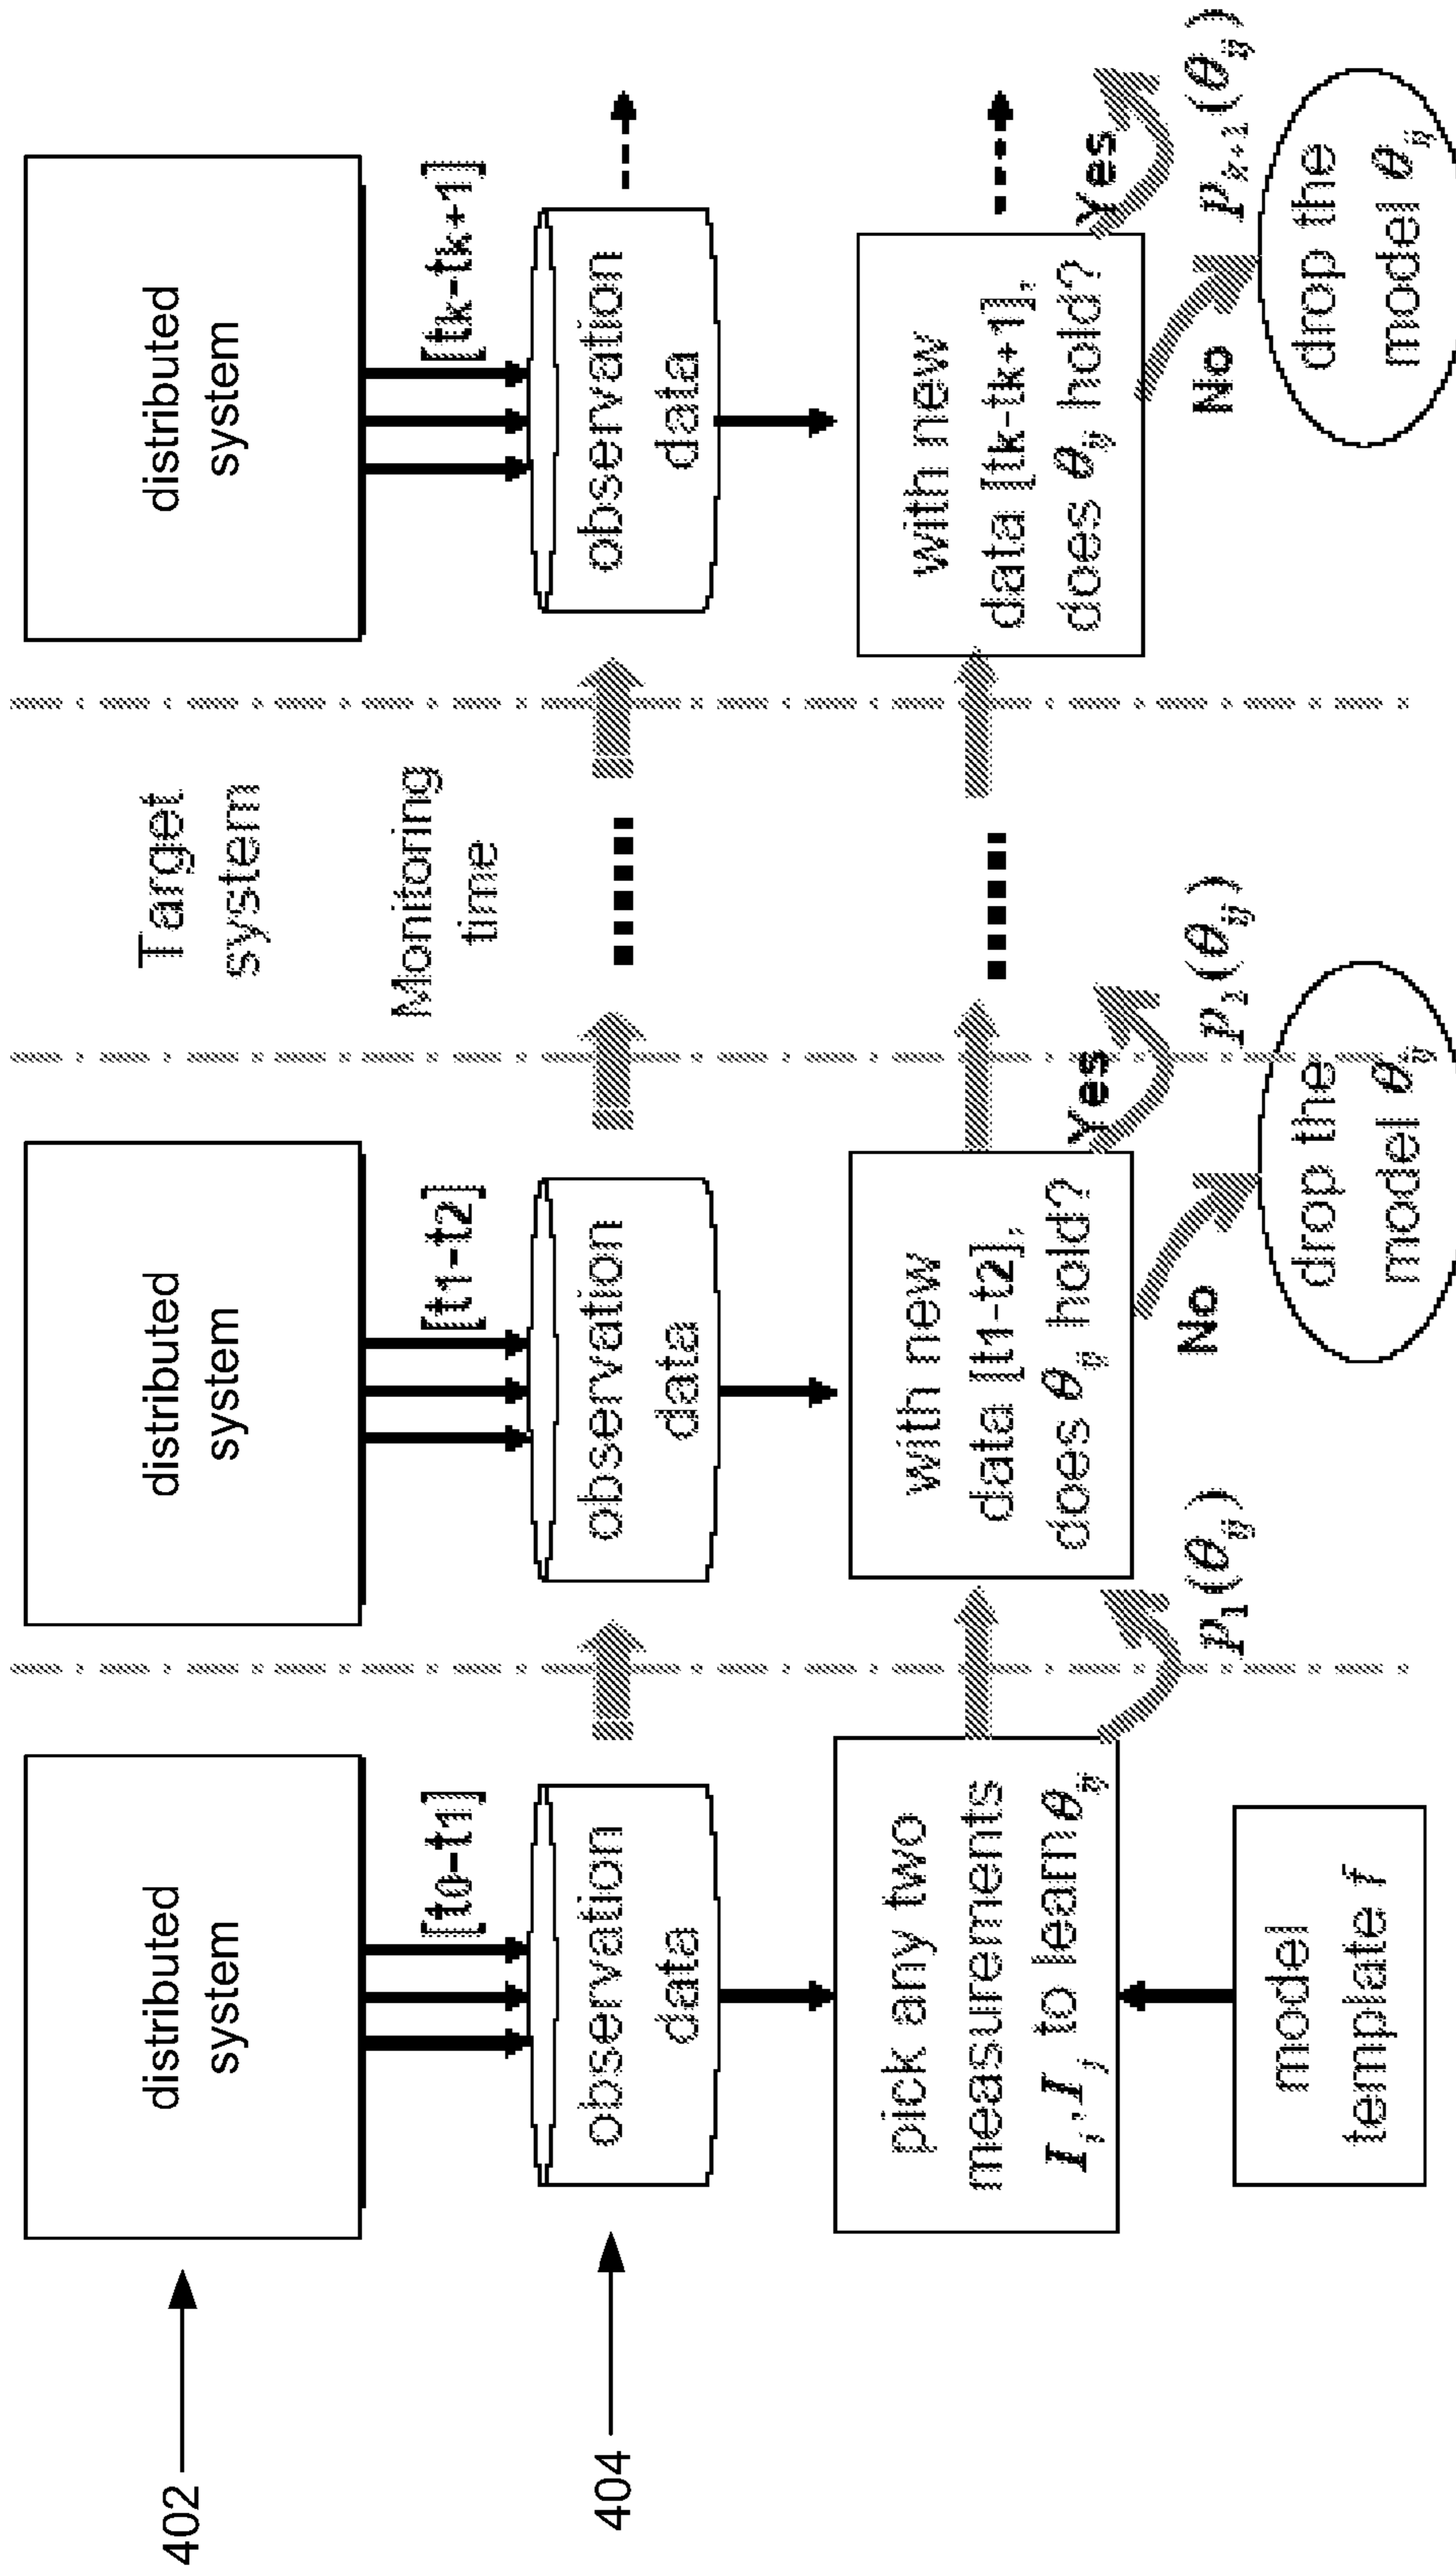 402
distributed
system
distributed
system
Target
system
distributed
system
[t0-t1]
[t1-t2]
Monitoring
time
[tk-tk+1]
404
observation
data
observation
data
observation
data
pick any two
measurements
I_i, I_j to learn θ_ij
with new
data [t1-t2],
does θ_ij hold?
with new
data [tk-tk+1],
does θ_ij hold?
Yes
Yes
No
No
p_1(θ_ij)
p_2(θ_ij)
p_k+1(θ_ij)
model
template f
drop the
model θ_ij
drop the
model θ_ij